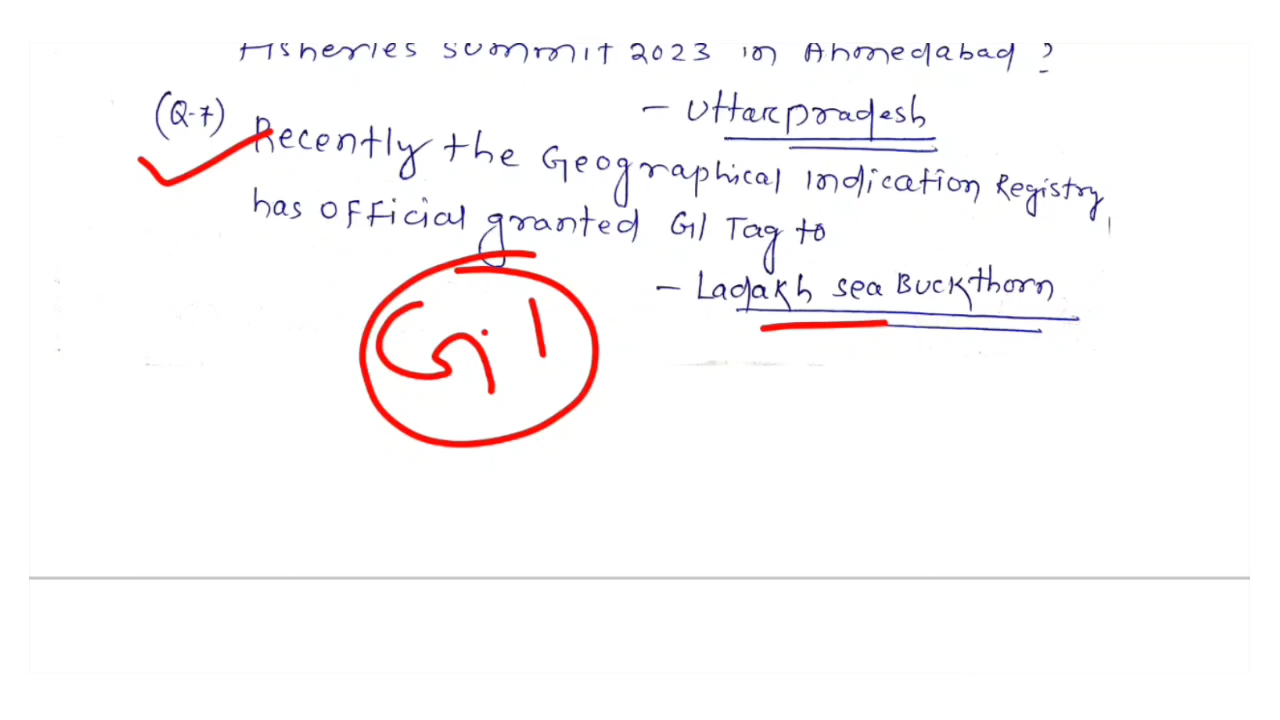 Fisheries summit 2023 in Ahmedabad ?
- Uttarpradesh
(Q-7) Recently the Geographical Indication Registry,
has official granted GI Tag to
- Ladakh sea Buckthorn
GI